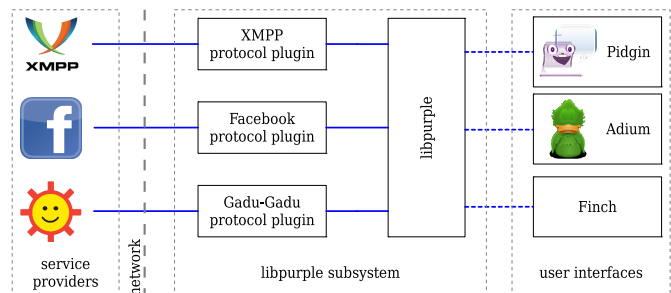 XMPP
XMPP
protocol plugin
Pidgin
Facebook
protocol plugin
libpurple
Adium
Gadu-Gadu
protocol plugin
Finch
service
providers
network
libpurple subsystem
user interfaces